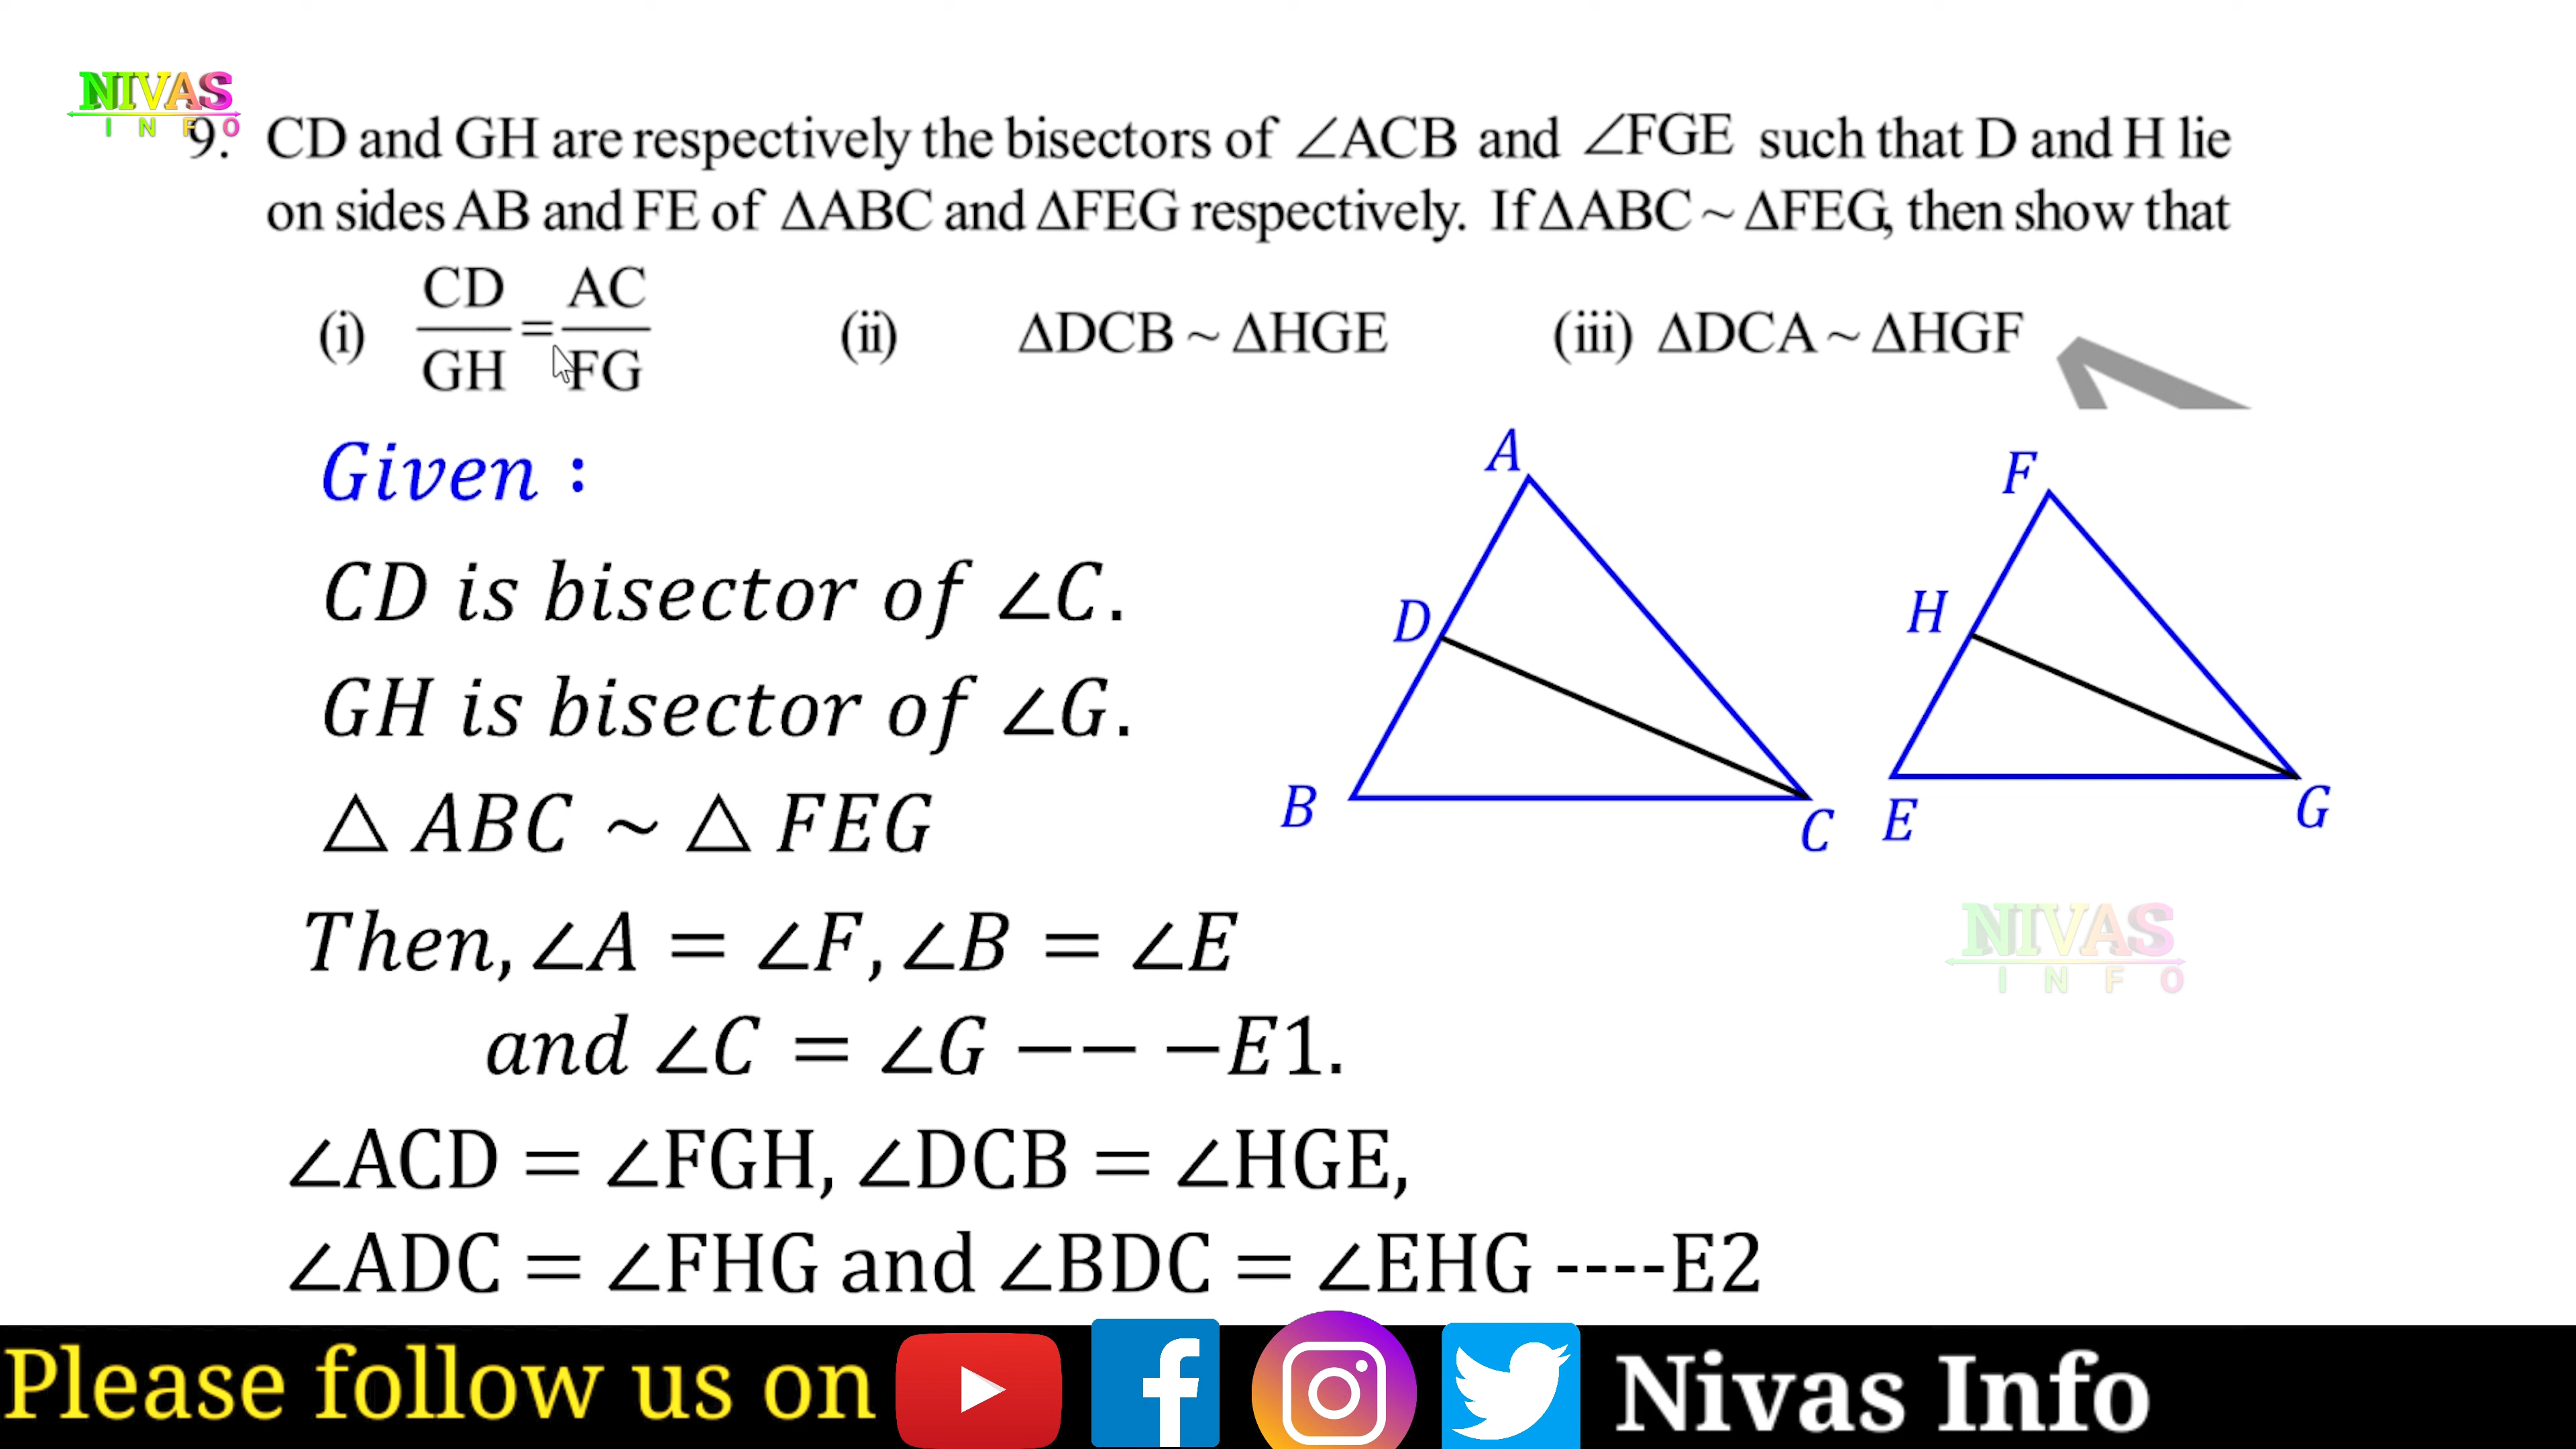 NIVAS
INFO
9. CD and GH are respectively the bisectors of ∠ACB and ∠FGE such that D and H lie
on sides AB and FE of ΔABC and ΔFEG respectively. If ΔABC ~ ΔFEG, then show that
(i) CD/GH = AC/FG (ii) ΔDCB ~ ΔHGE (iii) ΔDCA ~ ΔHGF
Given :
CD is bisector of ∠C.
GH is bisector of ∠G.
△ ABC ~ △ FEG
Then, ∠A = ∠F, ∠B = ∠E
and ∠C = ∠G −− −E1.
∠ACD = ∠FGH, ∠DCB = ∠HGE,
∠ADC = ∠FHG and ∠BDC = ∠EHG ----E2
A
D
B
C
F
H
E
G
NIVAS
INFO
Please follow us on Nivas Info